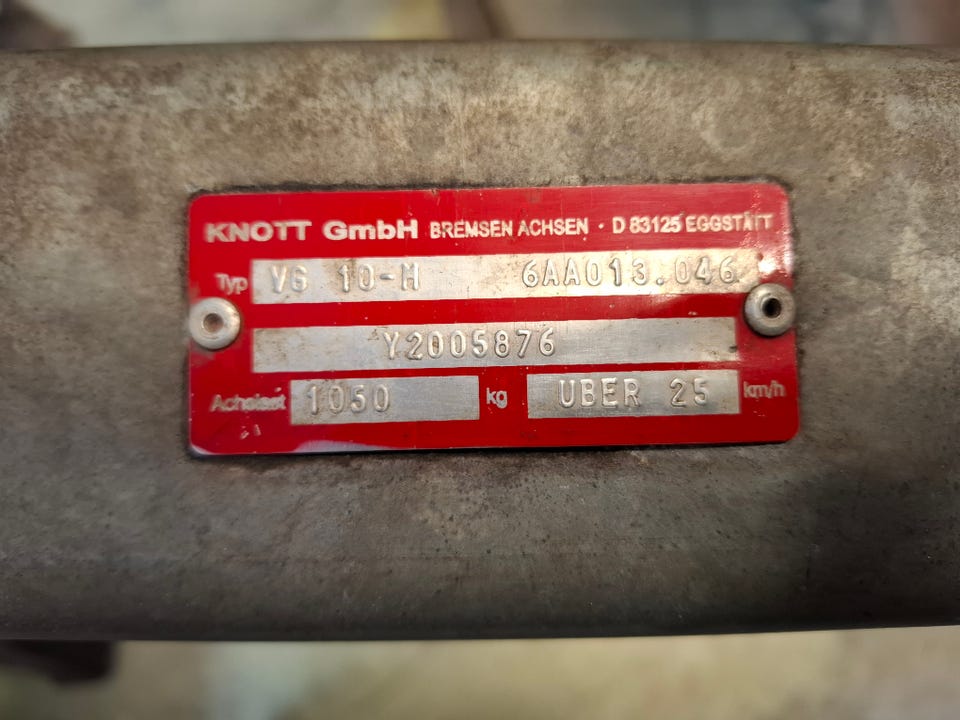 KNOTT GmbH BREMSEN ACHSEN · D 83125 EGGSTÄTT
Typ VG 10-M 6AA013.046
Y2005876
Achslast 1050 kg UBER 25 km/h